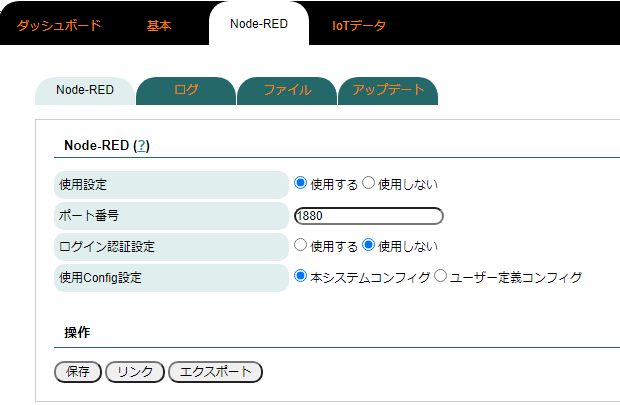 ダッシュボード 基本 Node-RED IoTデータ
Node-RED ログ ファイル アップデート
Node-RED (?)
使用設定 使用する 使用しない
ポート番号 1880
ログイン認証設定 使用する 使用しない
使用Config設定 本システムコンフィグ ユーザー定義コンフィグ
操作
保存 リンク エクスポート